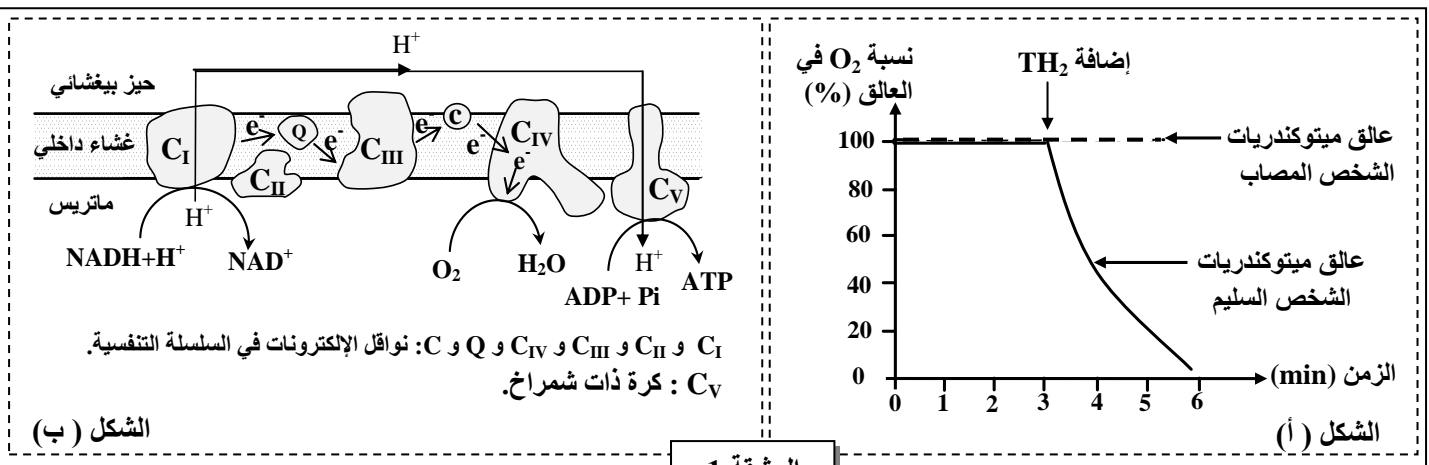 نسبة O₂ في
العالق (%)
إضافة TH₂
100
80
60
40
20
0
0 1 2 3 4 5 6
الزمن (min)
عالق ميتوكندريات
الشخص المصاب
عالق ميتوكندريات
الشخص السليم
الشكل (أ)
H⁺
حيز بيغشائي
غشاء داخلي
ماتريس
C_I
e⁻
Q
e⁻
C_II
C_III
e⁻
c
e⁻
C_IV
e⁻
C_V
H⁺
NADH+H⁺
NAD⁺
O₂
H₂O
H⁺
ADP+ Pi
ATP
C_I و C_II و C_III و C_IV و Q و C: نواقل الإلكترونات في السلسلة التنفسية.
C_V : كرة ذات شمراخ.
الشكل ( ب)